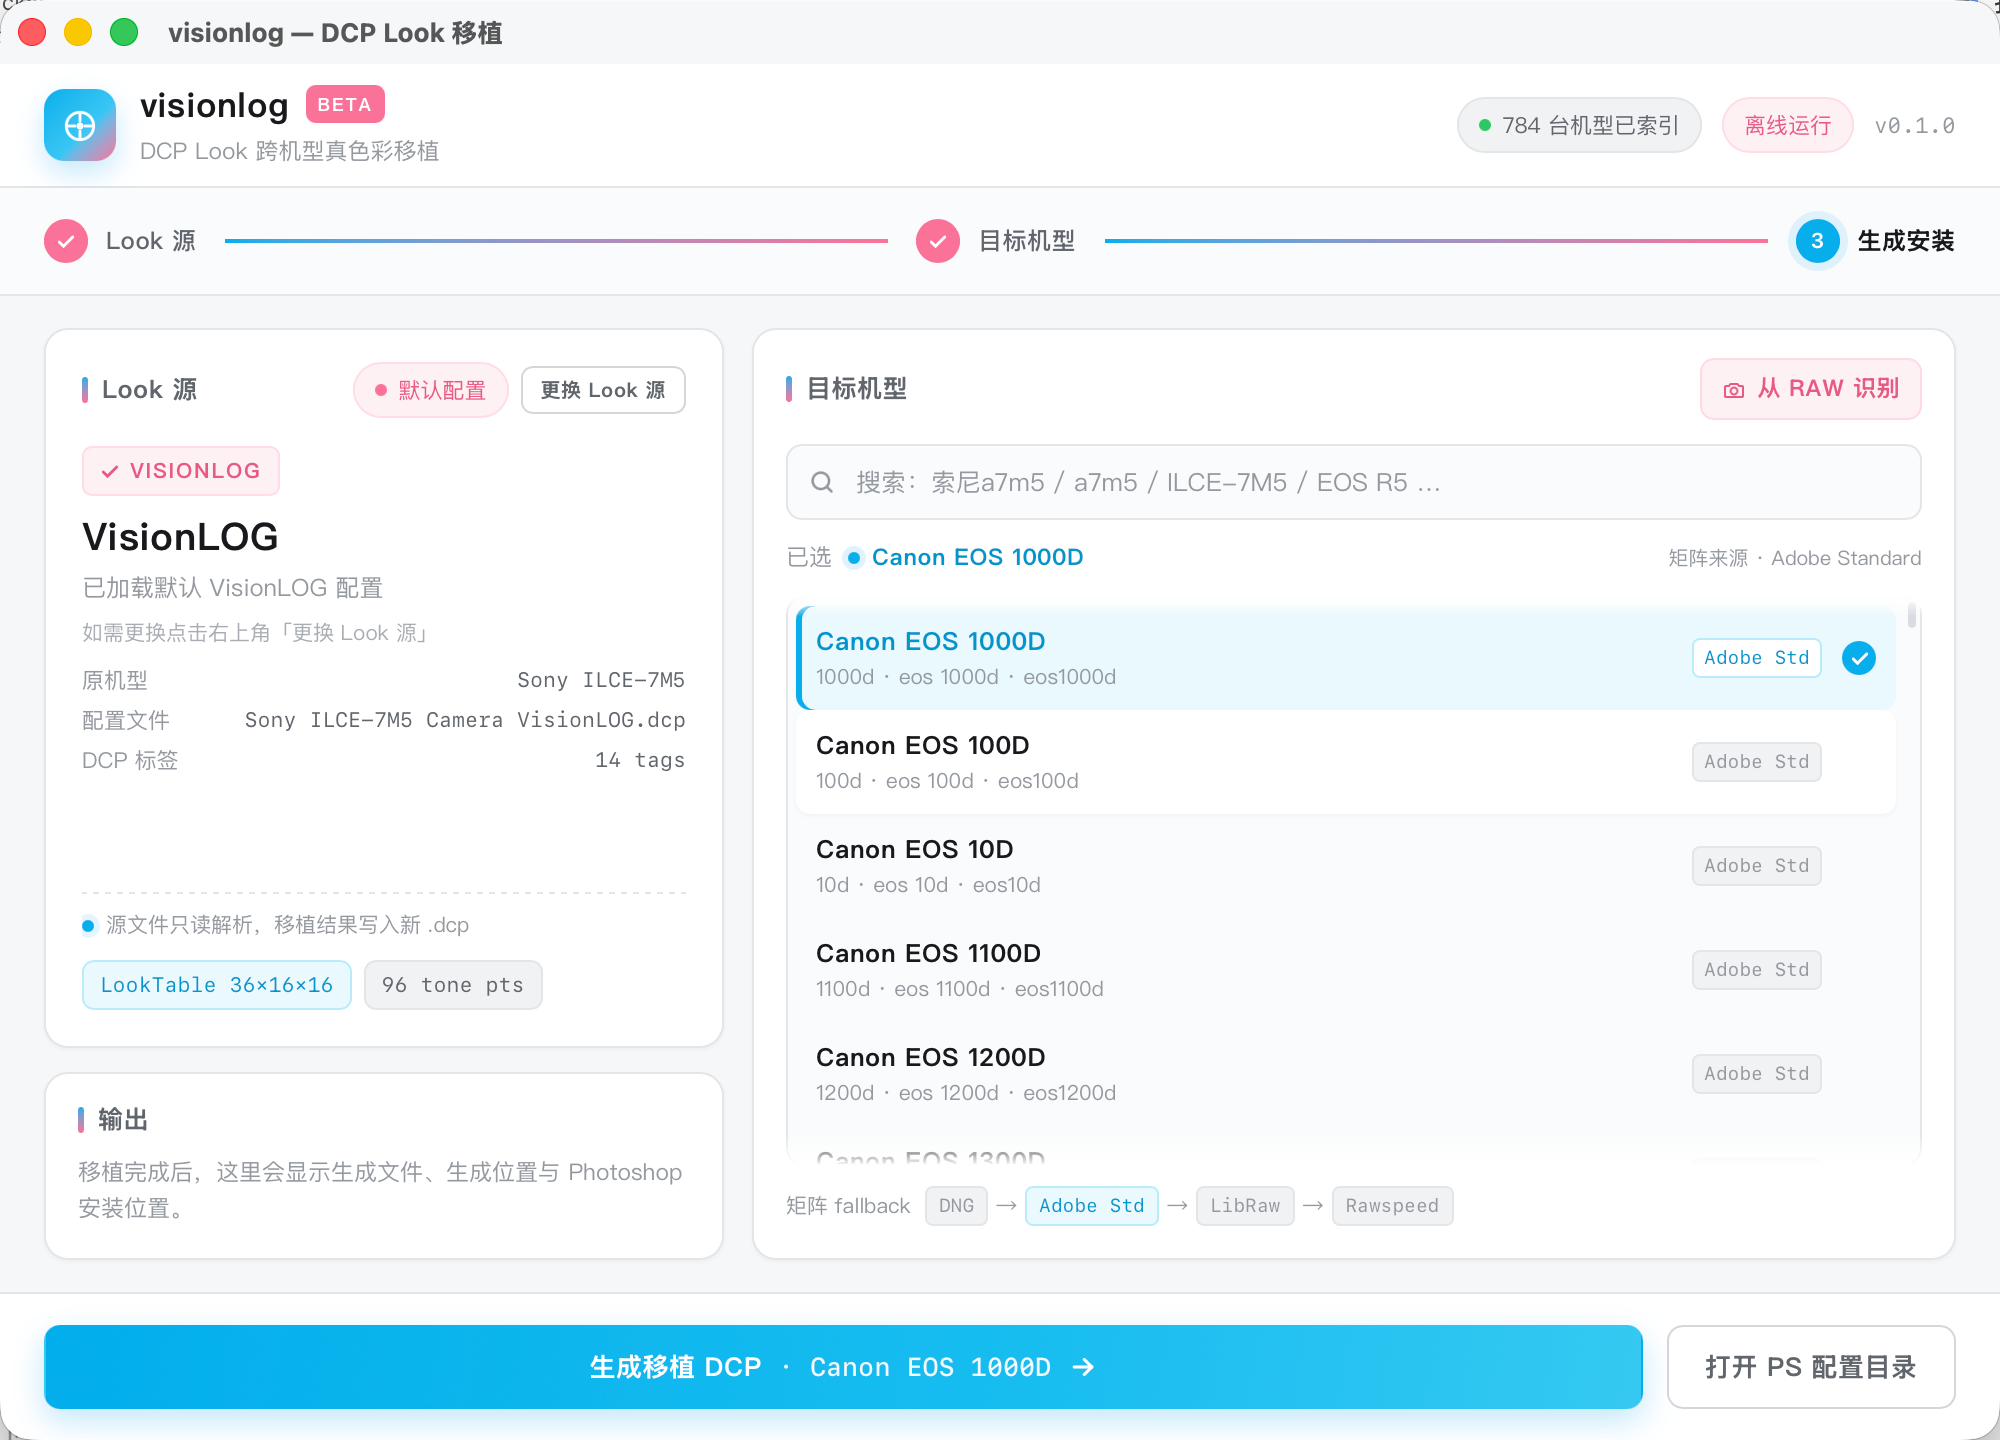 visionlog — DCP Look 移植
visionlog BETA
DCP Look 跨机型真色彩移植
784 台机型已索引
离线运行
v0.1.0
Look 源
目标机型
3 生成安装
Look 源
默认配置
更换 Look 源
VISIONLOG
VisionLOG
已加载默认 VisionLOG 配置
如需更换点击右上角「更换 Look 源」
原机型 Sony ILCE-7M5
配置文件 Sony ILCE-7M5 Camera VisionLOG.dcp
DCP 标签 14 tags
源文件只读解析，移植结果写入新 .dcp
LookTable 36×16×16
96 tone pts
输出
移植完成后，这里会显示生成文件、生成位置与 Photoshop
安装位置。
目标机型
从 RAW 识别
搜索：索尼a7m5 / a7m5 / ILCE-7M5 / EOS R5 …
已选 Canon EOS 1000D
矩阵来源 · Adobe Standard
Canon EOS 1000D
1000d · eos 1000d · eos1000d
Adobe Std
Canon EOS 100D
100d · eos 100d · eos100d
Adobe Std
Canon EOS 10D
10d · eos 10d · eos10d
Adobe Std
Canon EOS 1100D
1100d · eos 1100d · eos1100d
Adobe Std
Canon EOS 1200D
1200d · eos 1200d · eos1200d
Adobe Std
Canon EOS 1300D
矩阵 fallback DNG → Adobe Std → LibRaw → Rawspeed
生成移植 DCP · Canon EOS 1000D →
打开 PS 配置目录